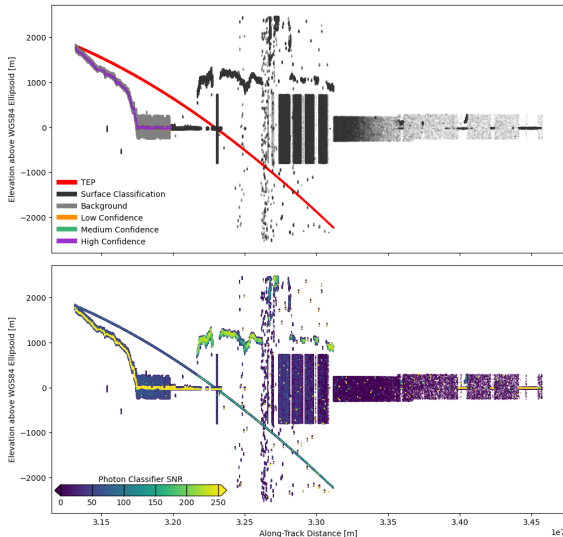 Elevation above WGS84 Ellipsoid [m]
2000
1000
0
−1000
−2000
TEP
Surface Classification
Background
Low Confidence
Medium Confidence
High Confidence
Elevation above WGS84 Ellipsoid [m]
2000
1000
0
−1000
−2000
Photon Classifier SNR
0 50 100 150 200 250
3.15 3.20 3.25 3.30 3.35 3.40 3.45
Along-Track Distance [m]
1e7